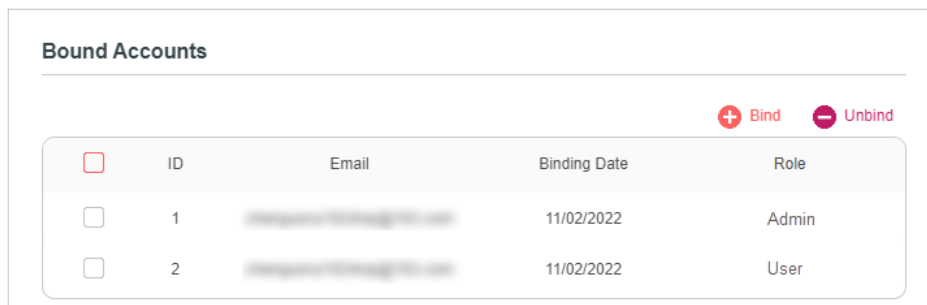 Bound Accounts
Bind Unbind
ID Email Binding Date Role
1 11/02/2022 Admin
2 11/02/2022 User